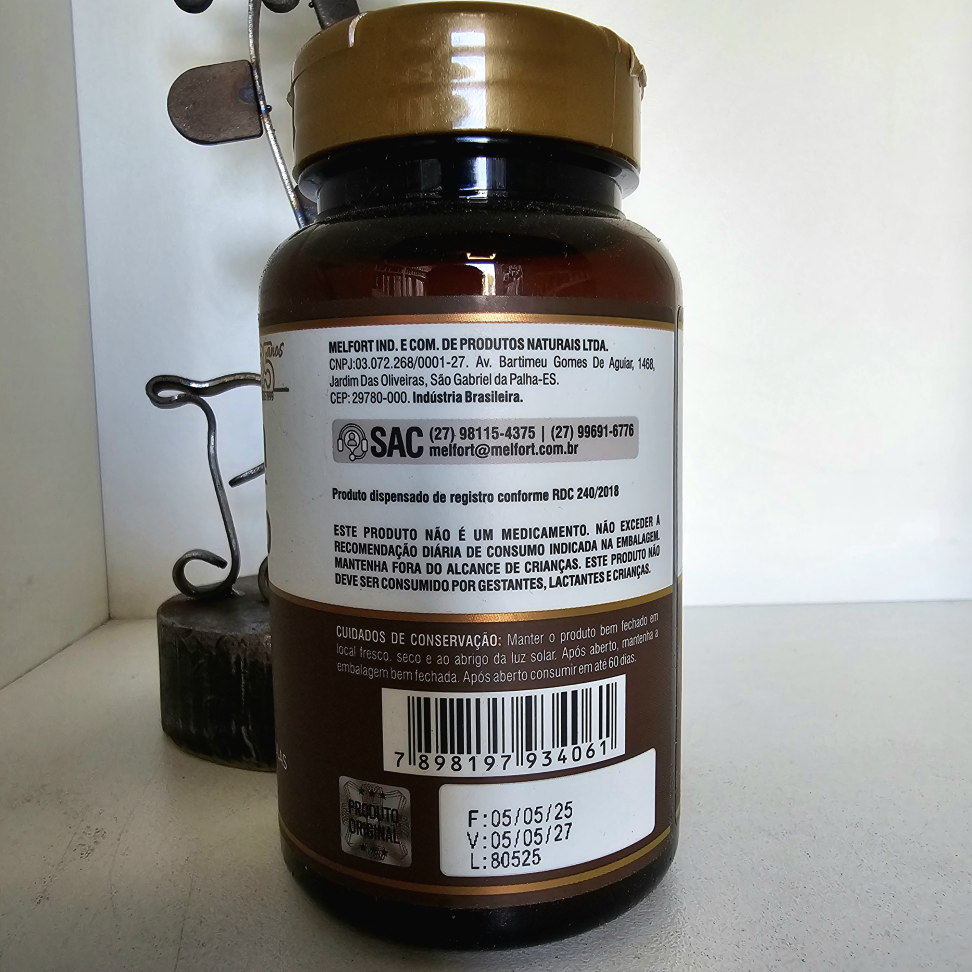 anos
MELFORT IND. E COM. DE PRODUTOS NATURAIS LTDA.
CNPJ:03.072.268/0001-27. Av. Bartimeu Gomes De Aguiar, 1468,
Jardim Das Oliveiras, São Gabriel da Palha-ES.
CEP: 29780-000. Indústria Brasileira.
SAC (27) 98115-4375 | (27) 99691-6776
melfort@melfort.com.br
Produto dispensado de registro conforme RDC 240/2018
ESTE PRODUTO NÃO É UM MEDICAMENTO. NÃO EXCEDER A
RECOMENDAÇÃO DIÁRIA DE CONSUMO INDICADA NA EMBALAGEM.
MANTENHA FORA DO ALCANCE DE CRIANÇAS. ESTE PRODUTO NÃO
DEVE SER CONSUMIDO POR GESTANTES, LACTANTES E CRIANÇAS.
CUIDADOS DE CONSERVAÇÃO: Manter o produto bem fechado em
local fresco, seco e ao abrigo da luz solar. Após aberto, mantenha a
embalagem bem fechada. Após aberto consumir em até 60 dias.
7 898197 934061
PRODUTO
ORIGINAL
F:05/05/25
V:05/05/27
L:80525